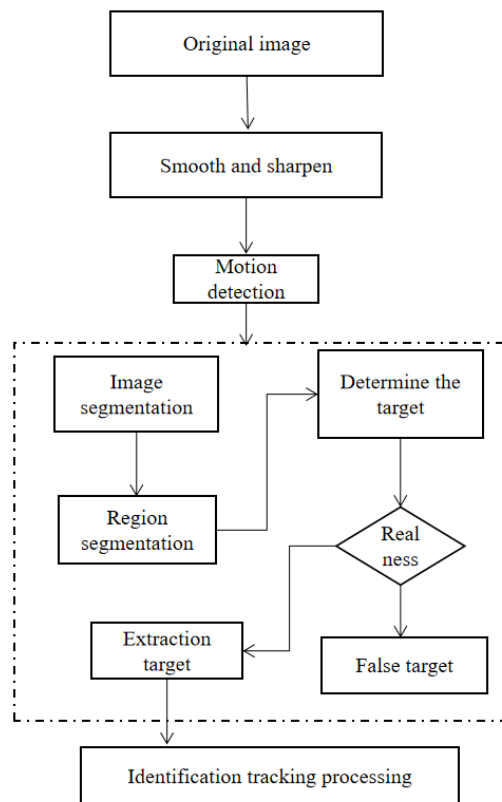 Original image
Smooth and sharpen
Motion
detection
Image
segmentation
Region
segmentation
Determine the
target
Real
ness
Extraction
target
False target
Identification tracking processing